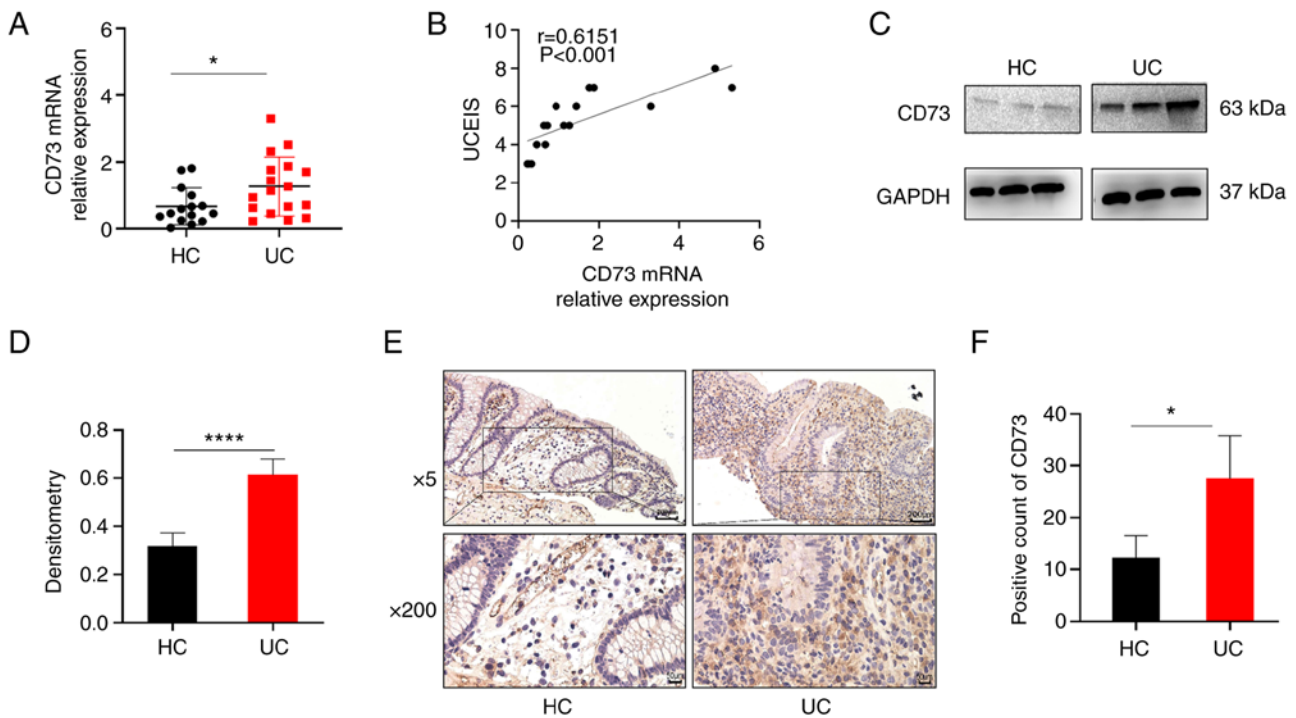 A
CD73 mRNA
relative expression
6
4
2
0
*
HC
UC
B
UCEIS
10
8
6
4
2
0
r=0.6151
P<0.001
0
2
4
6
CD73 mRNA
relative expression
C
HC
UC
CD73
63 kDa
GAPDH
37 kDa
D
Densitometry
0.8
0.6
0.4
0.2
0.0
****
HC
UC
E
×5
×200
HC
UC
F
Positive count of CD73
40
30
20
10
0
*
HC
UC